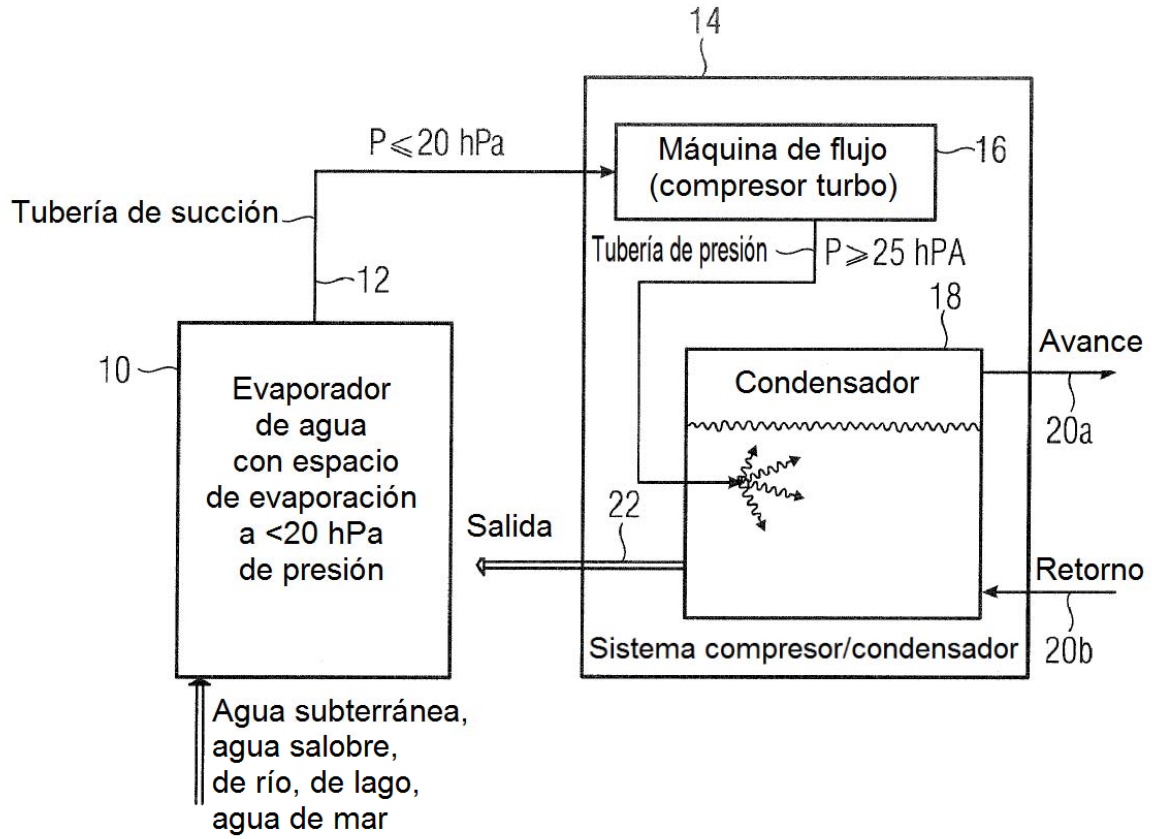 14
P ≤ 20 hPa
Máquina de flujo
(compresor turbo)
16
Tubería de succión
Tubería de presión
P ≥ 25 hPA
12
18
10
Evaporador
de agua
con espacio
de evaporación
a <20 hPa
de presión
Condensador
Avance
20a
22
Salida
Retorno
20b
Sistema compresor/condensador
Agua subterránea,
agua salobre,
de río, de lago,
agua de mar